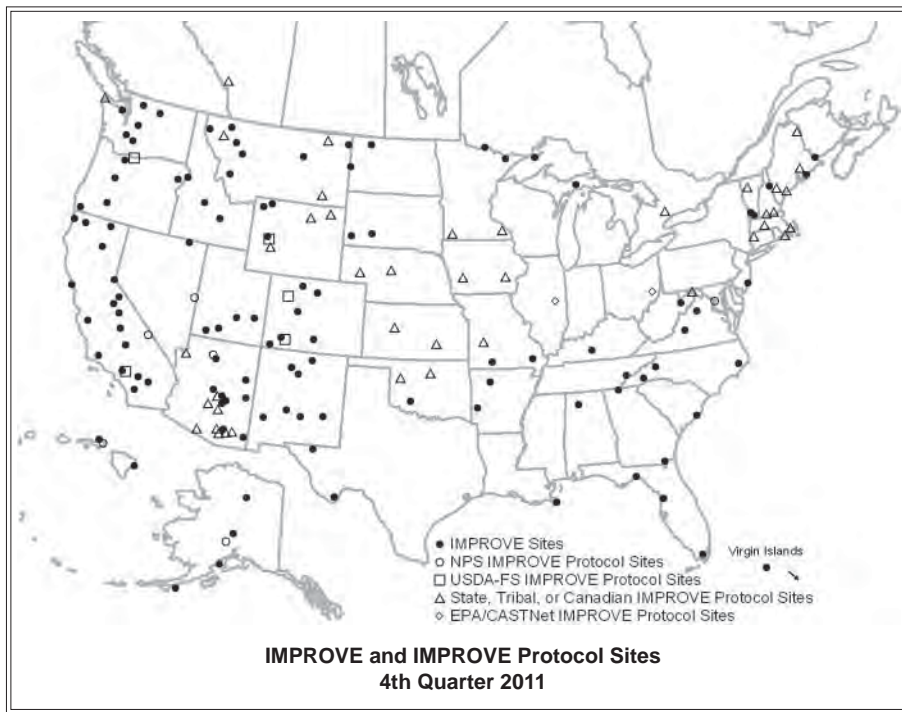 IMPROVE Sites
NPS IMPROVE Protocol Sites
USDA-FS IMPROVE Protocol Sites
State, Tribal, or Canadian IMPROVE Protocol Sites
EPA/CASTNet IMPROVE Protocol Sites
Virgin Islands
IMPROVE and IMPROVE Protocol Sites
4th Quarter 2011